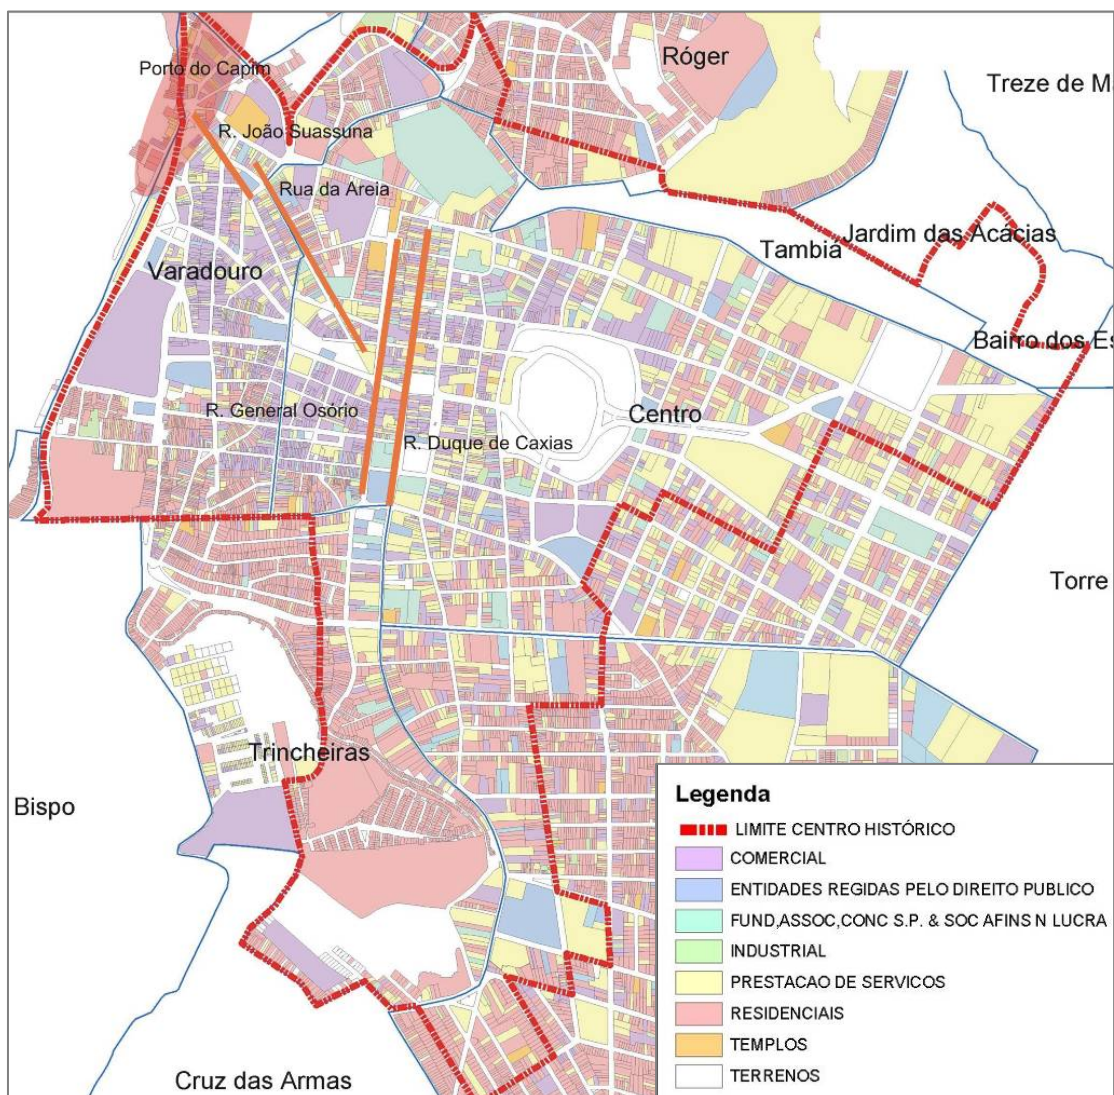 Róger
Porto do Capim
Treze de Ma
R. João Suassuna
Rua da Areia
Jardim das Acácias
Tambiá
Varadouro
Bairro dos Es
R. General Osório
Centro
R. Duque de Caxias
Torre
Trincheiras
Bispo
Legenda
LIMITE CENTRO HISTÓRICO
COMERCIAL
ENTIDADES REGIDAS PELO DIREITO PUBLICO
FUND,ASSOC,CONC S.P. & SOC AFINS N LUCRA
INDUSTRIAL
PRESTACAO DE SERVICOS
RESIDENCIAIS
TEMPLOS
TERRENOS
Cruz das Armas